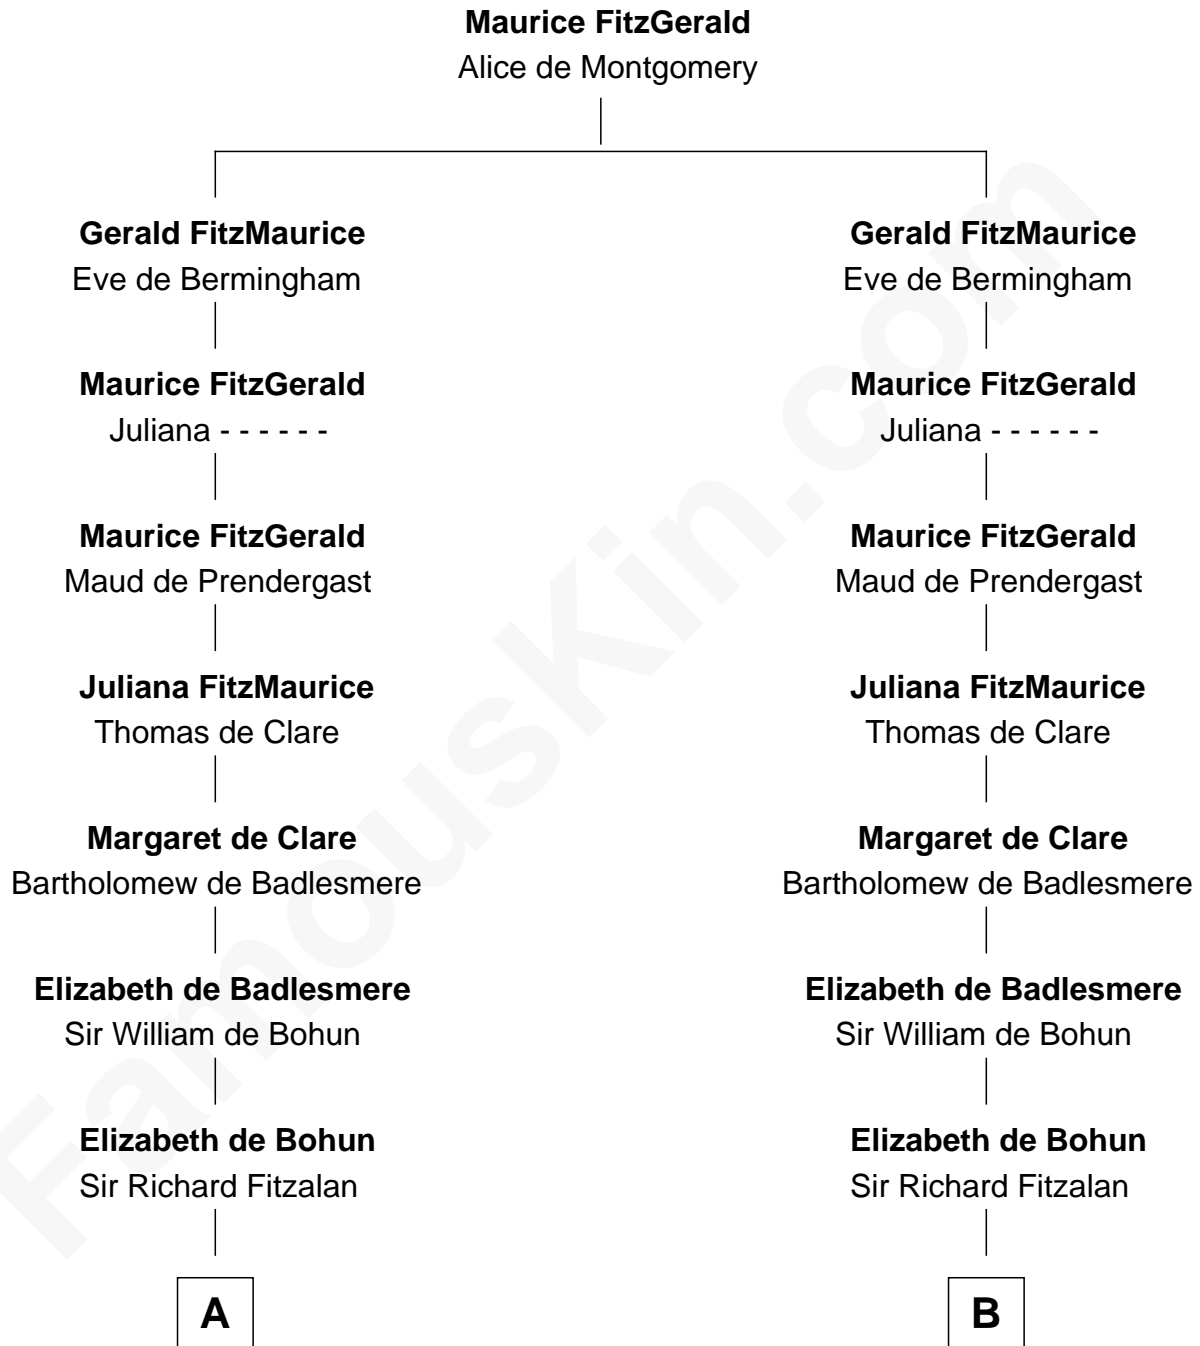 Maurice FitzGerald
Alice de Montgomery
Gerald FitzMaurice Gerald FitzMaurice
Eve de Bermingham Eve de Bermingham
Maurice FitzGerald Maurice FitzGerald
Juliana - - - - - - Juliana - - - - - -
Maurice FitzGerald Maurice FitzGerald
Maud de Prendergast Maud de Prendergast
Juliana FitzMaurice Juliana FitzMaurice
Thomas de Clare Thomas de Clare
Margaret de Clare Margaret de Clare
Bartholomew de Badlesmere Bartholomew de Badlesmere
Elizabeth de Badlesmere Elizabeth de Badlesmere
Sir William de Bohun Sir William de Bohun
Elizabeth de Bohun Elizabeth de Bohun
Sir Richard Fitzalan Sir Richard Fitzalan
A B
FamousKin.com